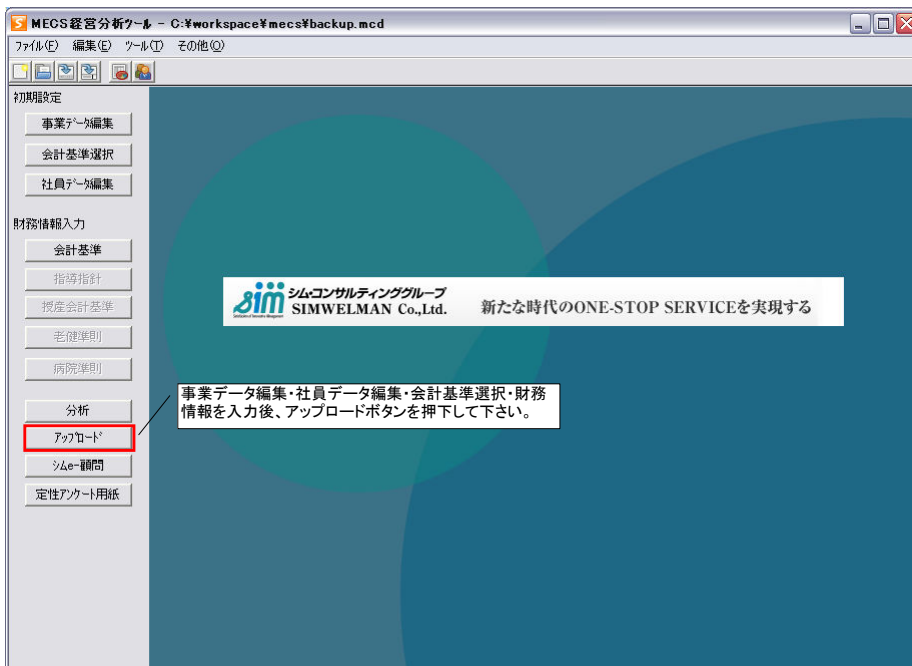 MECS経営分析ツール - C:¥workspace¥mecs¥backup.mcd
ファイル(F) 編集(E) ツール(T) その他(O)
初期設定
事業データ編集
会計基準選択
社員データ編集
財務情報入力
会計基準
指導指針
授産会計基準
老健準則
病院準則
分析
アップロード
シムe-顧問
定性アンケート用紙
sim
シム・コンサルティンググループ
SIMWELMAN Co.,Ltd.
新たな時代のONE-STOP SERVICEを実現する
事業データ編集・社員データ編集・会計基準選択・財務
情報を入力後、アップロードボタンを押下して下さい。